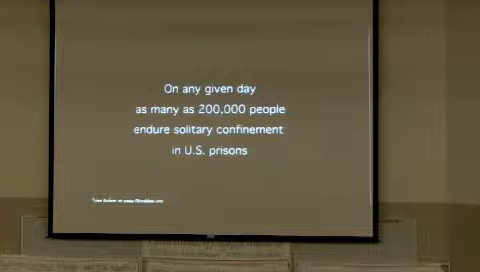 On any given day
as many as 200,000 people
endure solitary confinement
in U.S. prisons